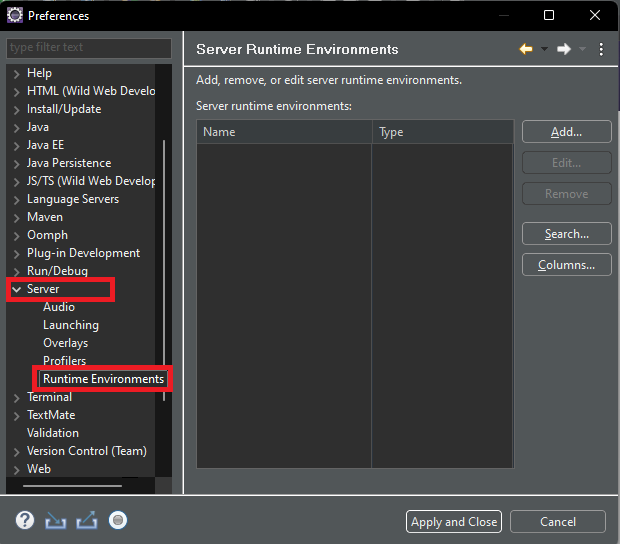 Preferences
type filter text
Help
HTML (Wild Web Develo
Install/Update
Java
Java EE
Java Persistence
JS/TS (Wild Web Develop
Language Servers
Maven
Oomph
Plug-in Development
Run/Debug
Server
Audio
Launching
Overlays
Profilers
Runtime Environments
Terminal
TextMate
Validation
Version Control (Team)
Web
Server Runtime Environments
Add, remove, or edit server runtime environments.
Server runtime environments:
Name Type
Add...
Edit...
Remove
Search...
Columns...
?
Apply and Close Cancel